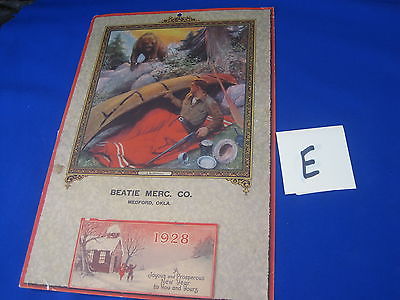 BEATIE MERC. CO.
MEDFORD, OKLA.
1928
A
Joyous and Prosperous
New Year
to You and Yours
E